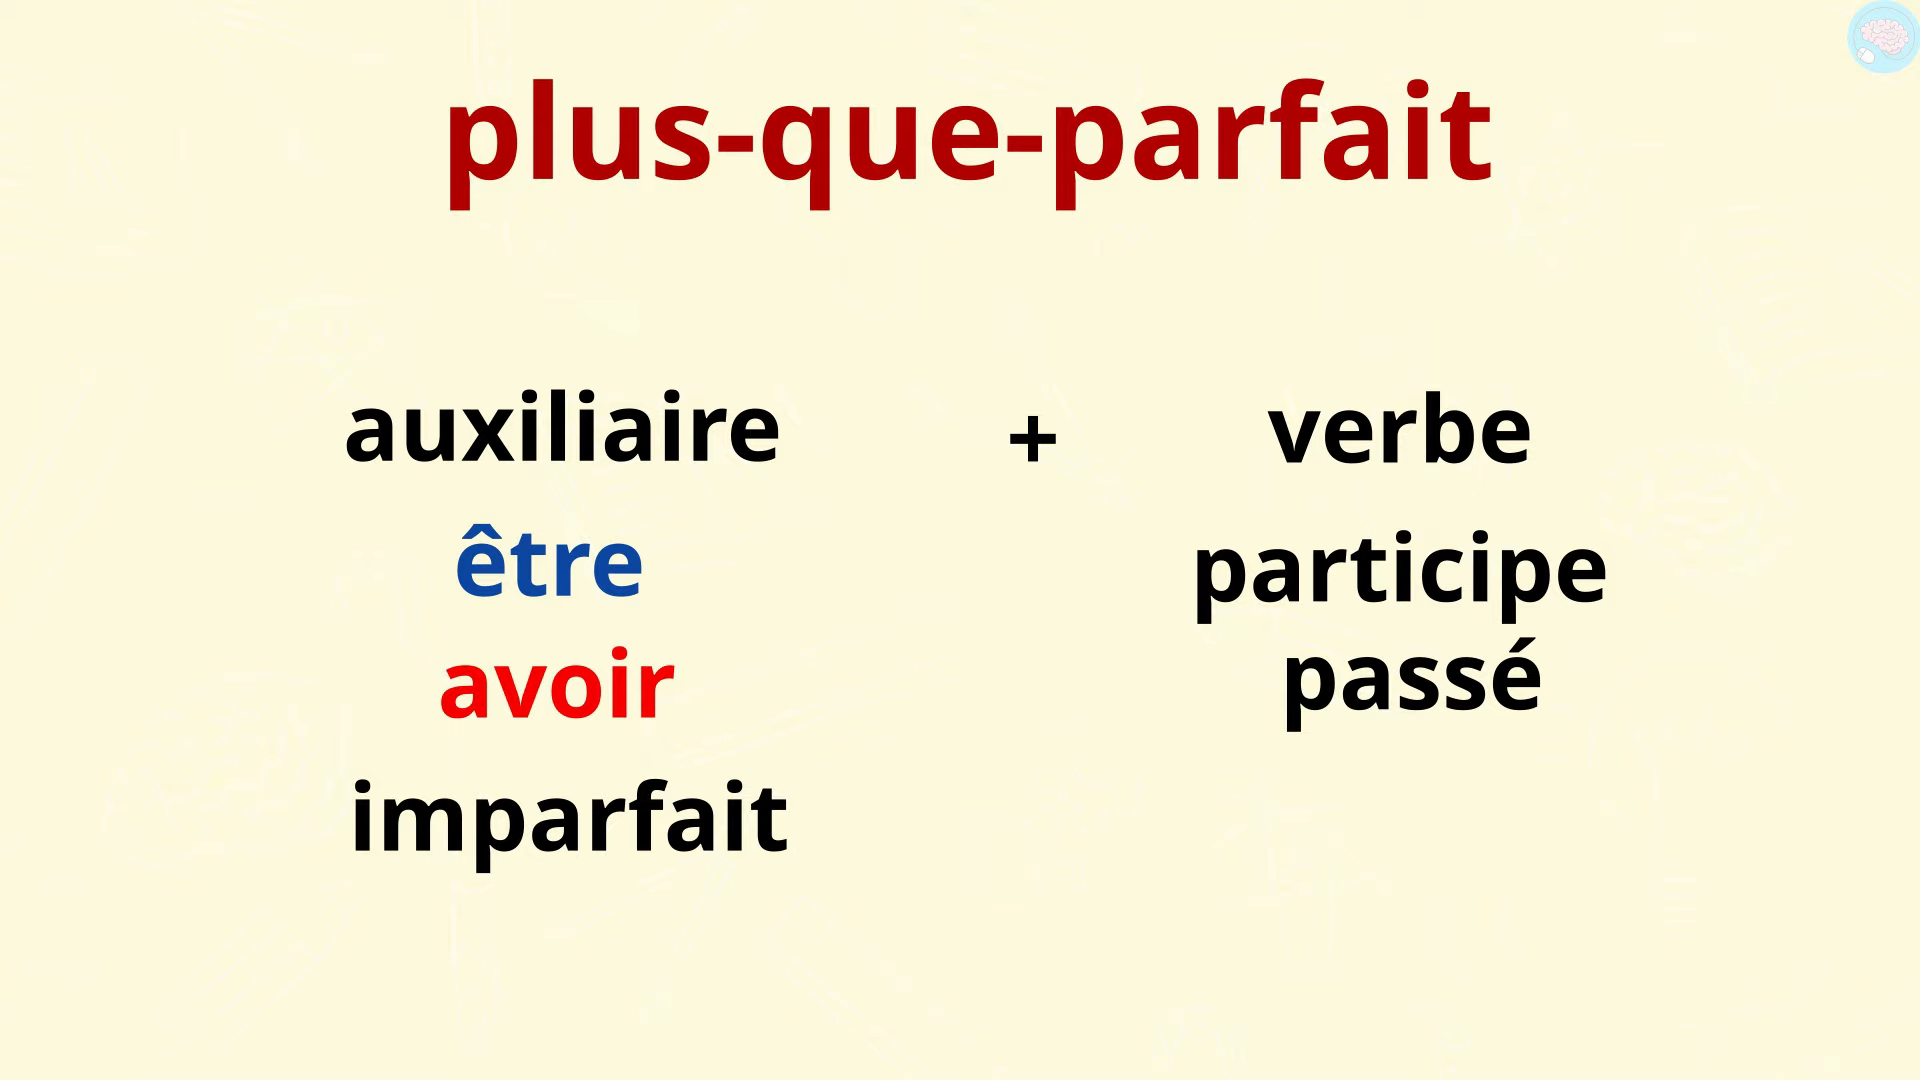 plus-que-parfait
auxiliaire + verbe
être
participe
avoir
passé
imparfait